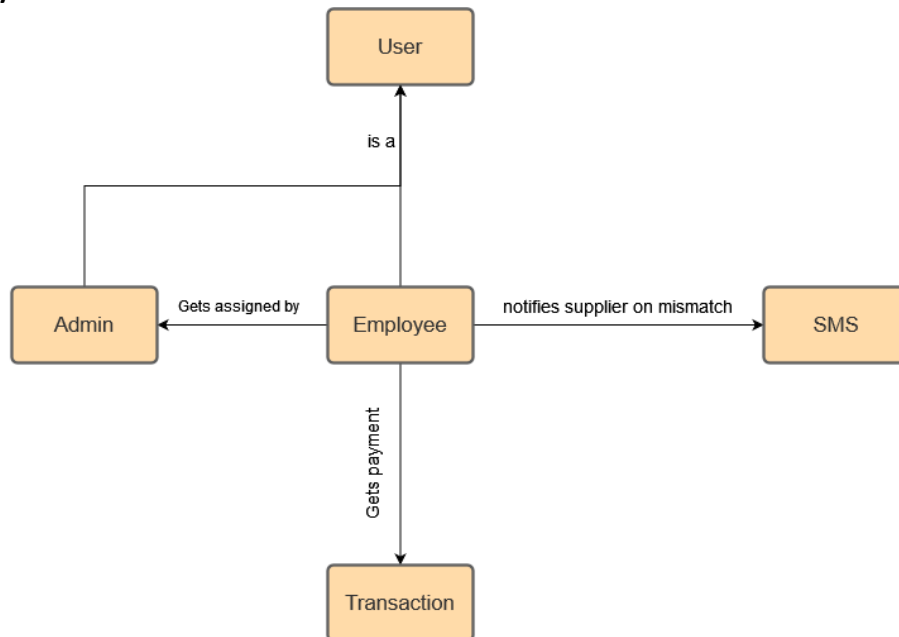 User
is a
Admin
Gets assigned by
Employee
notifies supplier on mismatch
SMS
Gets payment
Transaction